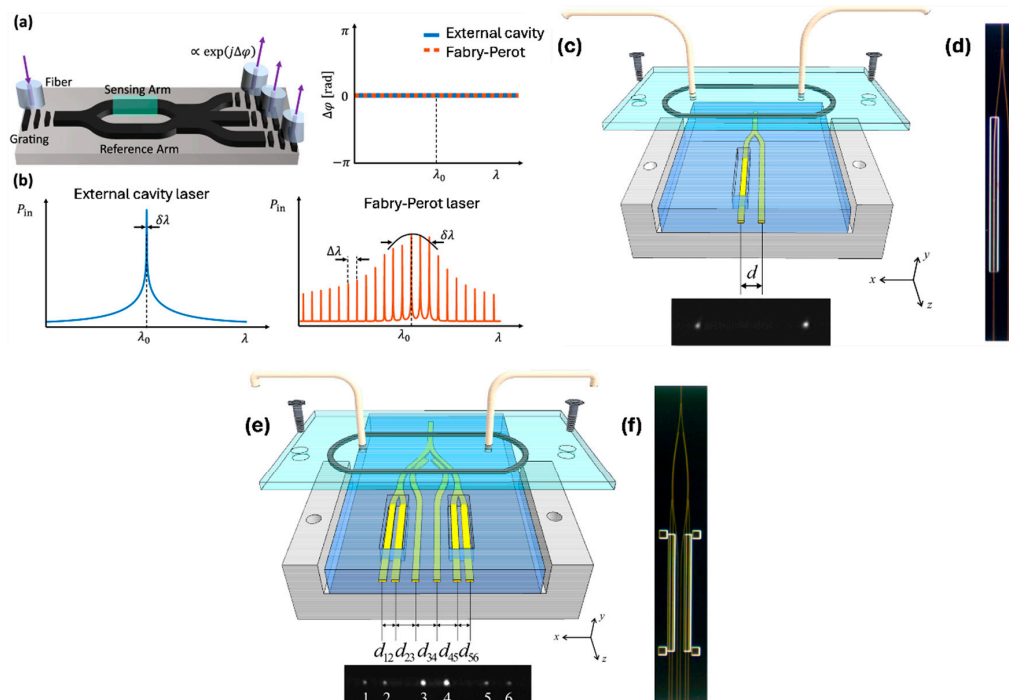 (a)
∝ exp(jΔφ)
Fiber
Sensing Arm
Grating
Reference Arm
Δφ [rad]
π
0
−π
External cavity
Fabry-Perot
λ₀
λ
(b)
External cavity laser
P_in
δλ
λ₀
λ
Fabry-Perot laser
P_in
Δλ
δλ
λ₀
λ
(c)
d
x
y
z
(d)
(e)
x
y
z
d₁₂ d₂₃ d₃₄ d₄₅ d₅₆
1 2 3 4 5 6
(f)